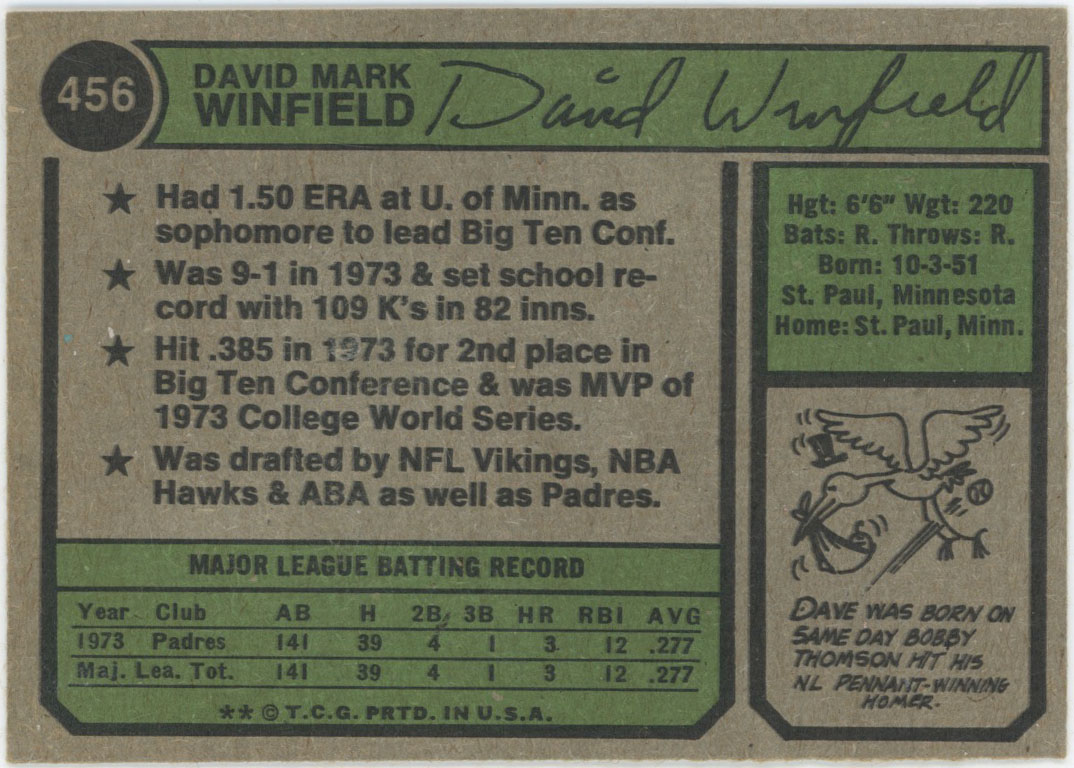 456
DAVID MARK
WINFIELD
David Winfield
★ Had 1.50 ERA at U. of Minn. as
sophomore to lead Big Ten Conf.
★ Was 9-1 in 1973 & set school re-
cord with 109 K's in 82 inns.
★ Hit .385 in 1973 for 2nd place in
Big Ten Conference & was MVP of
1973 College World Series.
★ Was drafted by NFL Vikings, NBA
Hawks & ABA as well as Padres.
MAJOR LEAGUE BATTING RECORD
Year Club AB H 2B 3B HR RBI AVG
1973 Padres 141 39 4 1 3 12 .277
Maj. Lea. Tot. 141 39 4 1 3 12 .277
** © T.C.G. PRTD. IN U.S.A.
Hgt: 6'6" Wgt: 220
Bats: R. Throws: R.
Born: 10-3-51
St. Paul, Minnesota
Home: St. Paul, Minn.
DAVE WAS BORN ON
SAME DAY BOBBY
THOMSON HIT HIS
NL PENNANT-WINNING
HOMER.